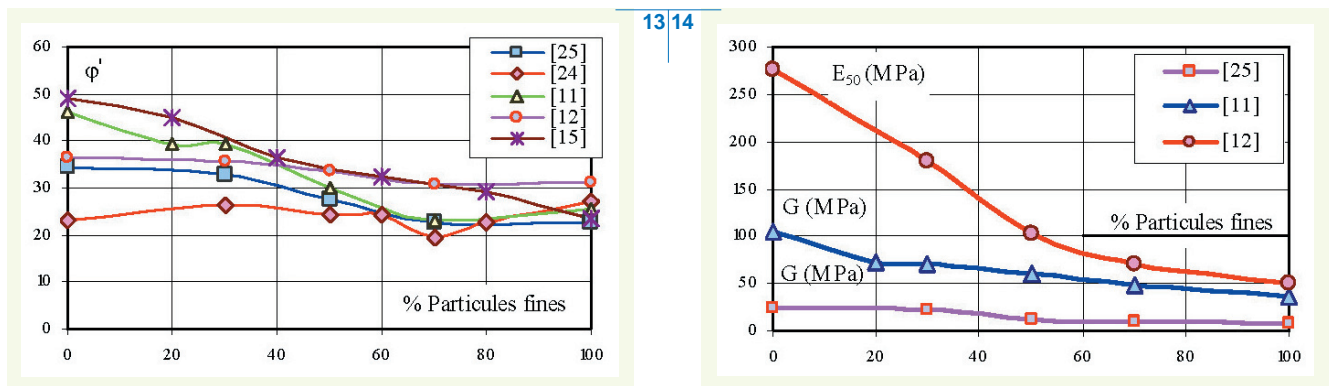 13 14
60
50
40
30
20
10
0
φ'
[25]
[24]
[11]
[12]
[15]
% Particules fines
0 20 40 60 80 100
300
250
200
150
100
50
0
E50 (MPa)
[25]
[11]
[12]
G (MPa)
% Particules fines
G (MPa)
0 20 40 60 80 100